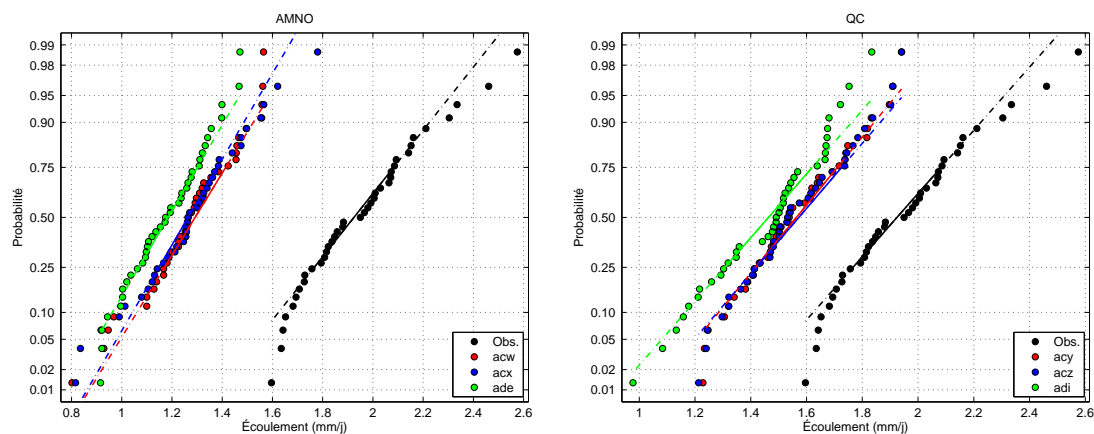 AMNO
0.99
0.98
0.95
0.90
0.75
0.50
0.25
0.10
0.05
0.02
0.01
Probabilité
0.8 1 1.2 1.4 1.6 1.8 2 2.2 2.4 2.6
Écoulement (mm/j)
Obs.
acw
acx
ade
QC
0.99
0.98
0.95
0.90
0.75
0.50
0.25
0.10
0.05
0.02
0.01
Probabilité
1 1.2 1.4 1.6 1.8 2 2.2 2.4 2.6
Écoulement (mm/j)
Obs.
acy
acz
adi